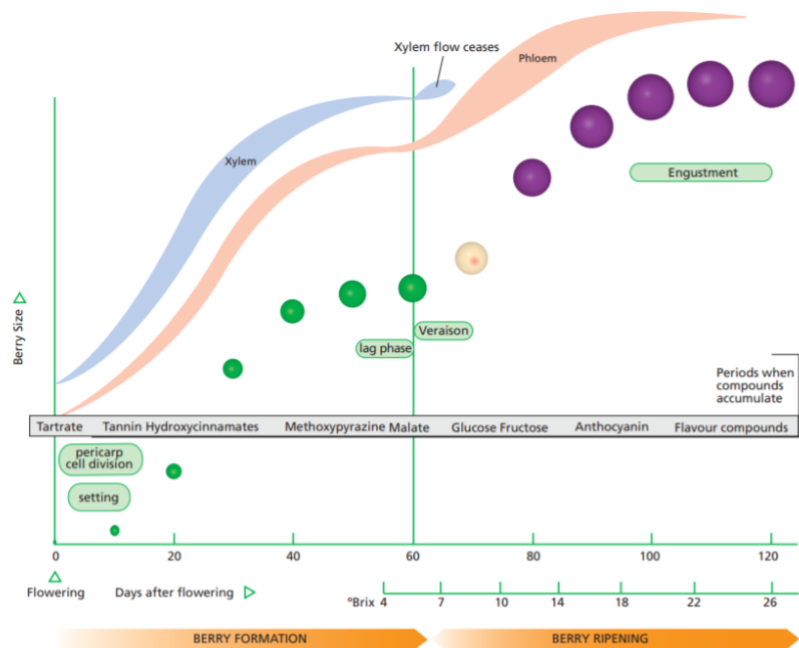 Xylem flow ceases
Phloem
Xylem
Engustment
Berry Size
Veraison
lag phase
Periods when
compounds
accumulate
Tartrate Tannin Hydroxycinnamates Methoxypyrazine Malate Glucose Fructose Anthocyanin Flavour compounds
pericarp
cell division
setting
0 20 40 60 80 100 120
Flowering Days after flowering
°Brix 4 7 10 14 18 22 26
BERRY FORMATION BERRY RIPENING